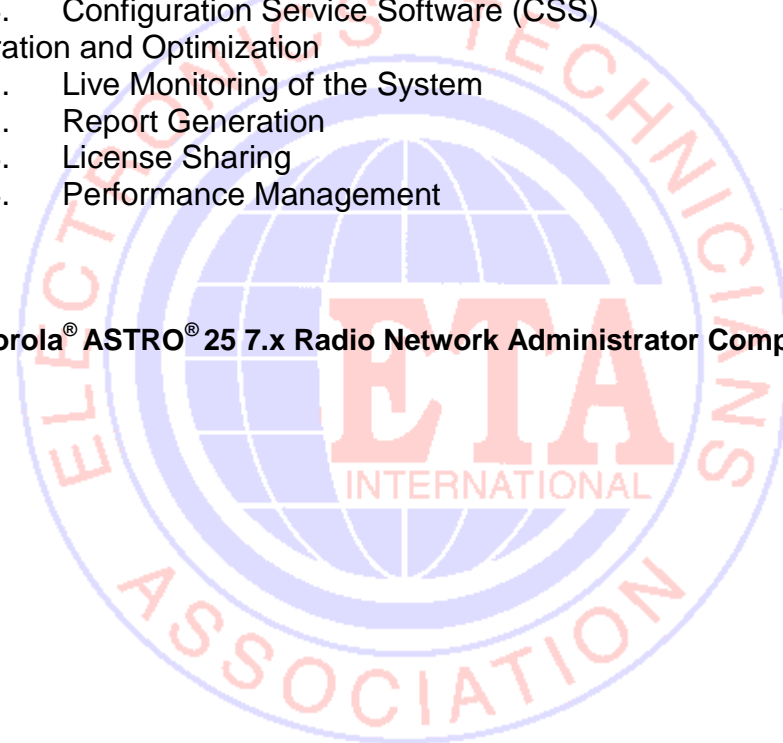 . Configuration Service Software (CSS)
ration and Optimization
. Live Monitoring of the System
. Report Generation
. License Sharing
. Performance Management
orola® ASTRO® 25 7.x Radio Network Administrator Comp
ELECTRONICS TECHNICIANS
ETA
INTERNATIONAL
ASSOCIATION